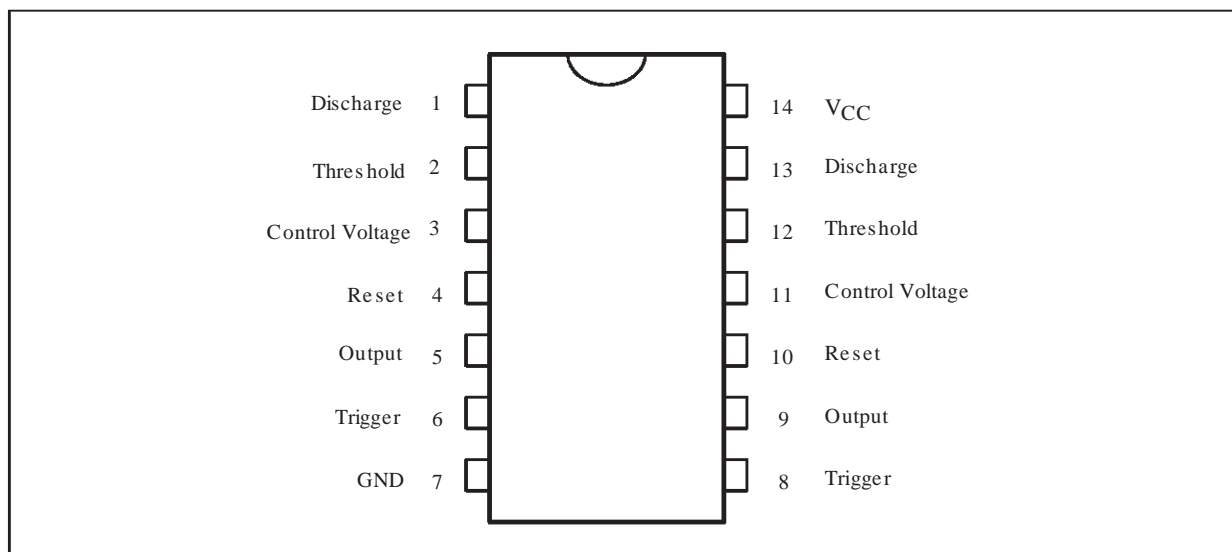 Discharge 1
Threshold 2
Control Voltage 3
Reset 4
Output 5
Trigger 6
GND 7
14 VCC
13 Discharge
12 Threshold
11 Control Voltage
10 Reset
9 Output
8 Trigger